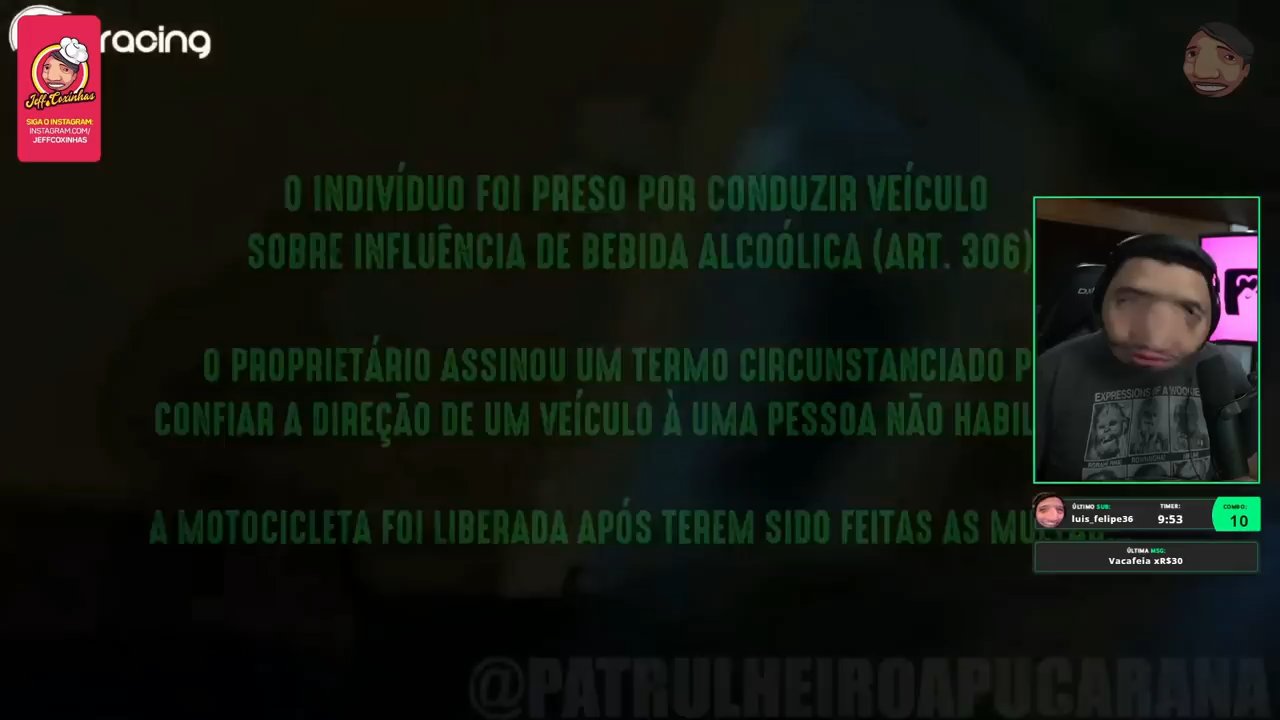 racing
Jeff Coxinhas
SIGA O INSTAGRAM:
INSTAGRAM.COM/
JEFFCOXINHAS
O INDIVÍDUO FOI PRESO POR CONDUZIR VEÍCULO
SOBRE INFLUÊNCIA DE BEBIDA ALCOÓLICA (ART. 306)
O PROPRIETÁRIO ASSINOU UM TERMO CIRCUNSTANCIADO P
CONFIAR A DIREÇÃO DE UM VEÍCULO À UMA PESSOA NÃO HABIL
A MOTOCICLETA FOI LIBERADA APÓS TEREM SIDO FEITAS AS
EXPRESSIONS OF A WOOKIEE
ÚLTIMO SUB:
luis_felipe36
TIMER:
9:53
COMBO:
10
ÚLTIMA MSG:
Vacafeia xR$30
@PATRULHEIROAPUCARANA